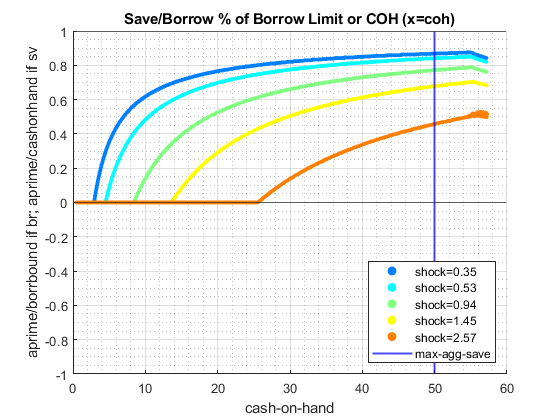 Save/Borrow % of Borrow Limit or COH (x=coh)
aprime/borrbound if br; aprime/cashonhand if sv
1
0.8
0.6
0.4
0.2
0
-0.2
-0.4
-0.6
-0.8
-1
shock=0.35
shock=0.53
shock=0.94
shock=1.45
shock=2.57
max-agg-save
0 10 20 30 40 50 60
cash-on-hand